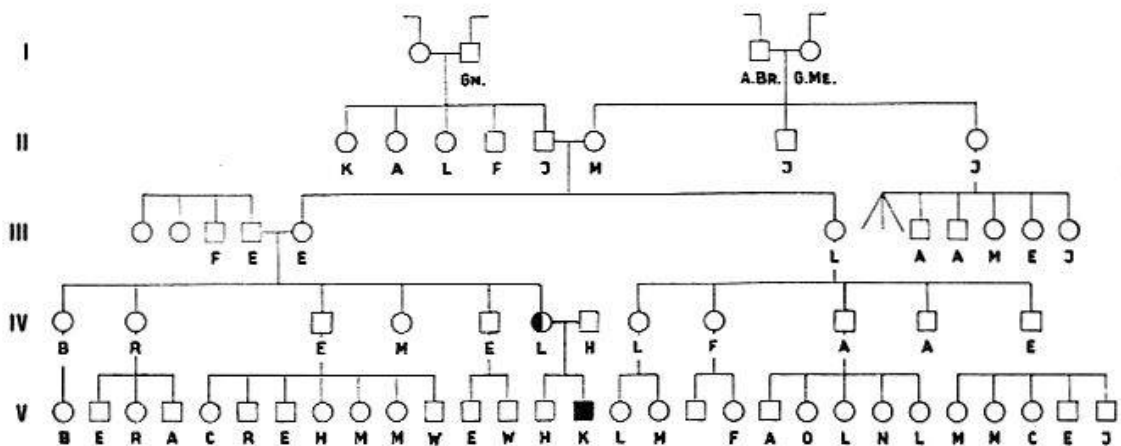 I
Gn. A.Br. G.Me.
II
K A L F J M J J
III
F E E L A A M E J
IV
B R E M E L H L F A A E
V
B E R A C R E H M M W E W H K L M F A O L N L M M C E J